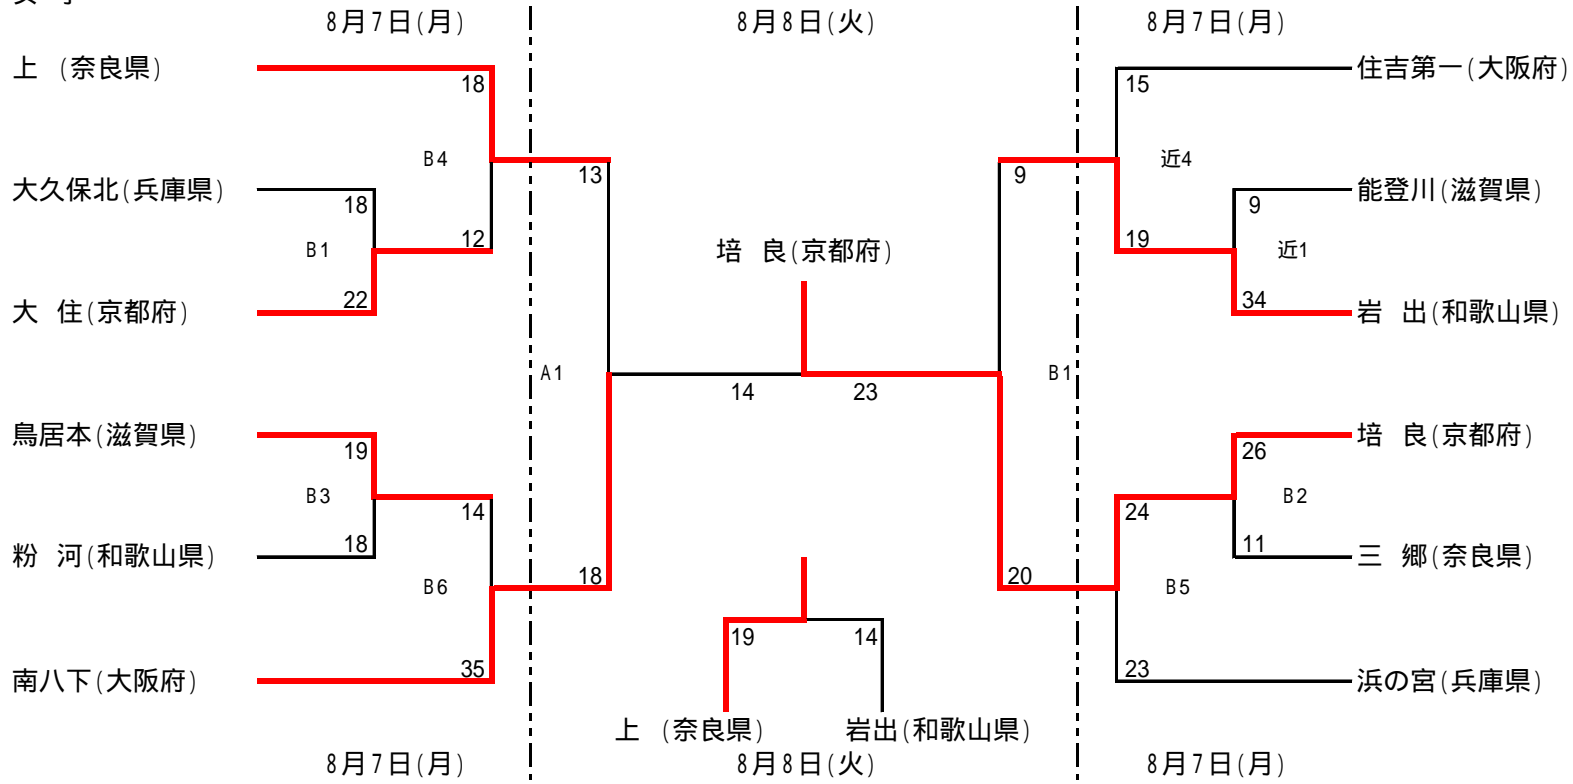 8月7日(月) 8月8日(火) 8月7日(月)
上 (奈良県) 18 15 住吉第一(大阪府)
B4 13 9 近4
大久保北(兵庫県) 18 9 能登川(滋賀県)
B1 12 培 良(京都府) 19 近1
大 住(京都府) 22 34 岩 出(和歌山県)
A1 14 23 B1
鳥居本(滋賀県) 19 26 培 良(京都府)
B3 14 24 B2
粉 河(和歌山県) 18 11 三 郷(奈良県)
B6 18 20 B5
19 14
南八下(大阪府) 35 23 浜の宮(兵庫県)
上 (奈良県) 岩出(和歌山県)
8月7日(月) 8月8日(火) 8月7日(月)